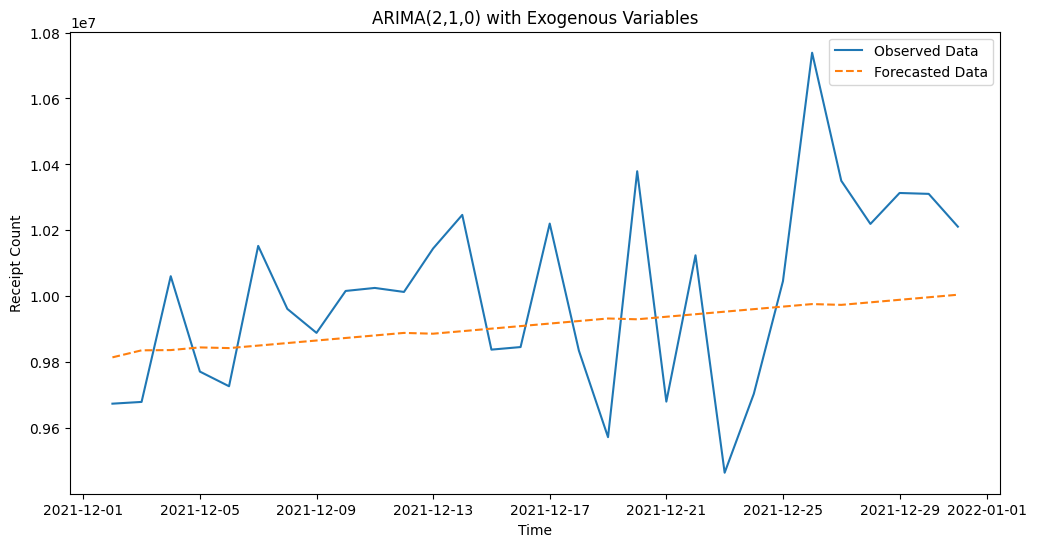 ARIMA(2,1,0) with Exogenous Variables
1e7
Observed Data
Forecasted Data
1.08
1.06
1.04
1.02
1.00
0.98
0.96
Receipt Count
2021-12-01 2021-12-05 2021-12-09 2021-12-13 2021-12-17 2021-12-21 2021-12-25 2021-12-29 2022-01-01
Time